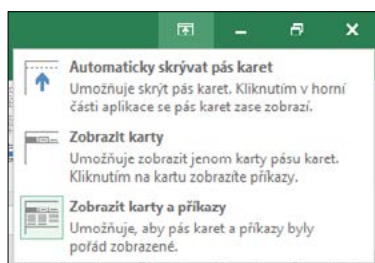 Automaticky skrývat pás karet
Umožňuje skrýt pás karet. Kliknutím v horní
části aplikace se pás karet zase zobrazí.
Zobrazit karty
Umožňuje zobrazit jenom karty pásu karet.
Kliknutím na kartu zobrazíte příkazy.
Zobrazit karty a příkazy
Umožňuje, aby pás karet a příkazy byly
pořád zobrazené.